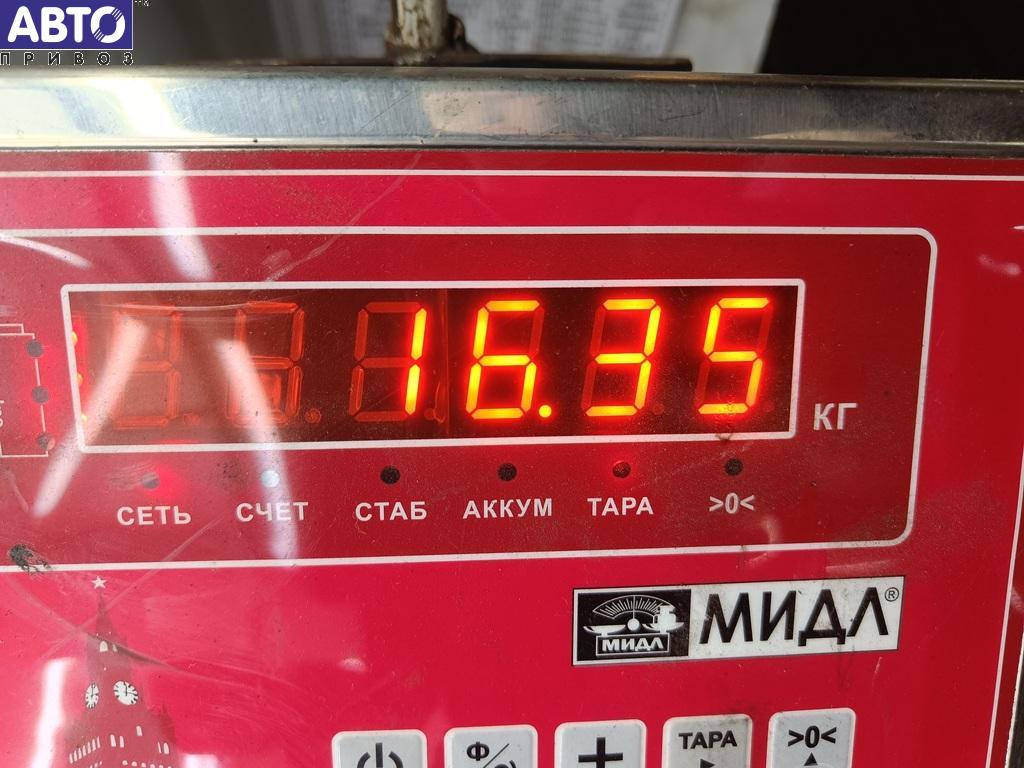 АВТО
ПРИВОЗ
16.35
КГ
СЕТЬ СЧЕТ СТАБ АККУМ ТАРА >0<
МИДЛ
МИДЛ®
Ф
ТАРА
>0<